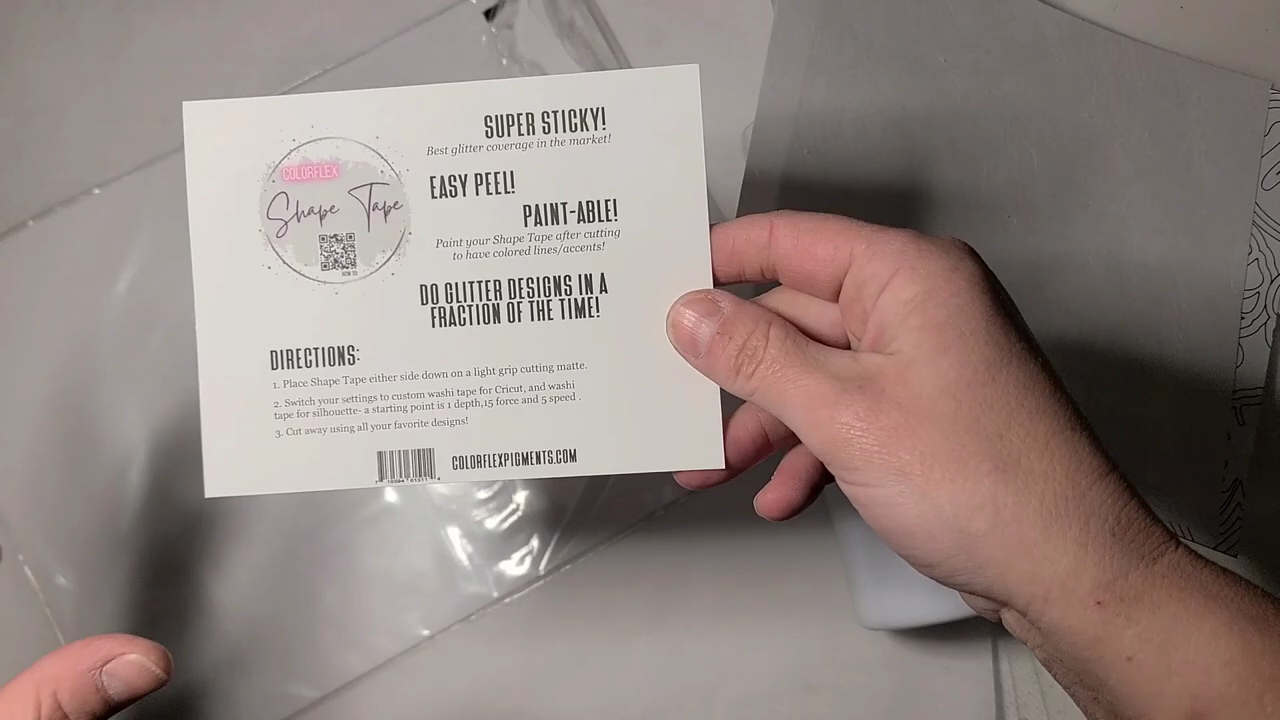 COLORFLEX
Shape Tape
HOW TO
SUPER STICKY!
Best glitter coverage in the market!
EASY PEEL!
PAINT-ABLE!
Paint your Shape Tape after cutting
to have colored lines/accents!
DO GLITTER DESIGNS IN A
FRACTION OF THE TIME!
DIRECTIONS:
1. Place Shape Tape either side down on a light grip cutting matte.
2. Switch your settings to custom washi tape for Cricut, and washi
tape for silhouette- a starting point is 1 depth,15 force and 5 speed .
3. Cut away using all your favorite designs!
COLORFLEXPIGMENTS.COM